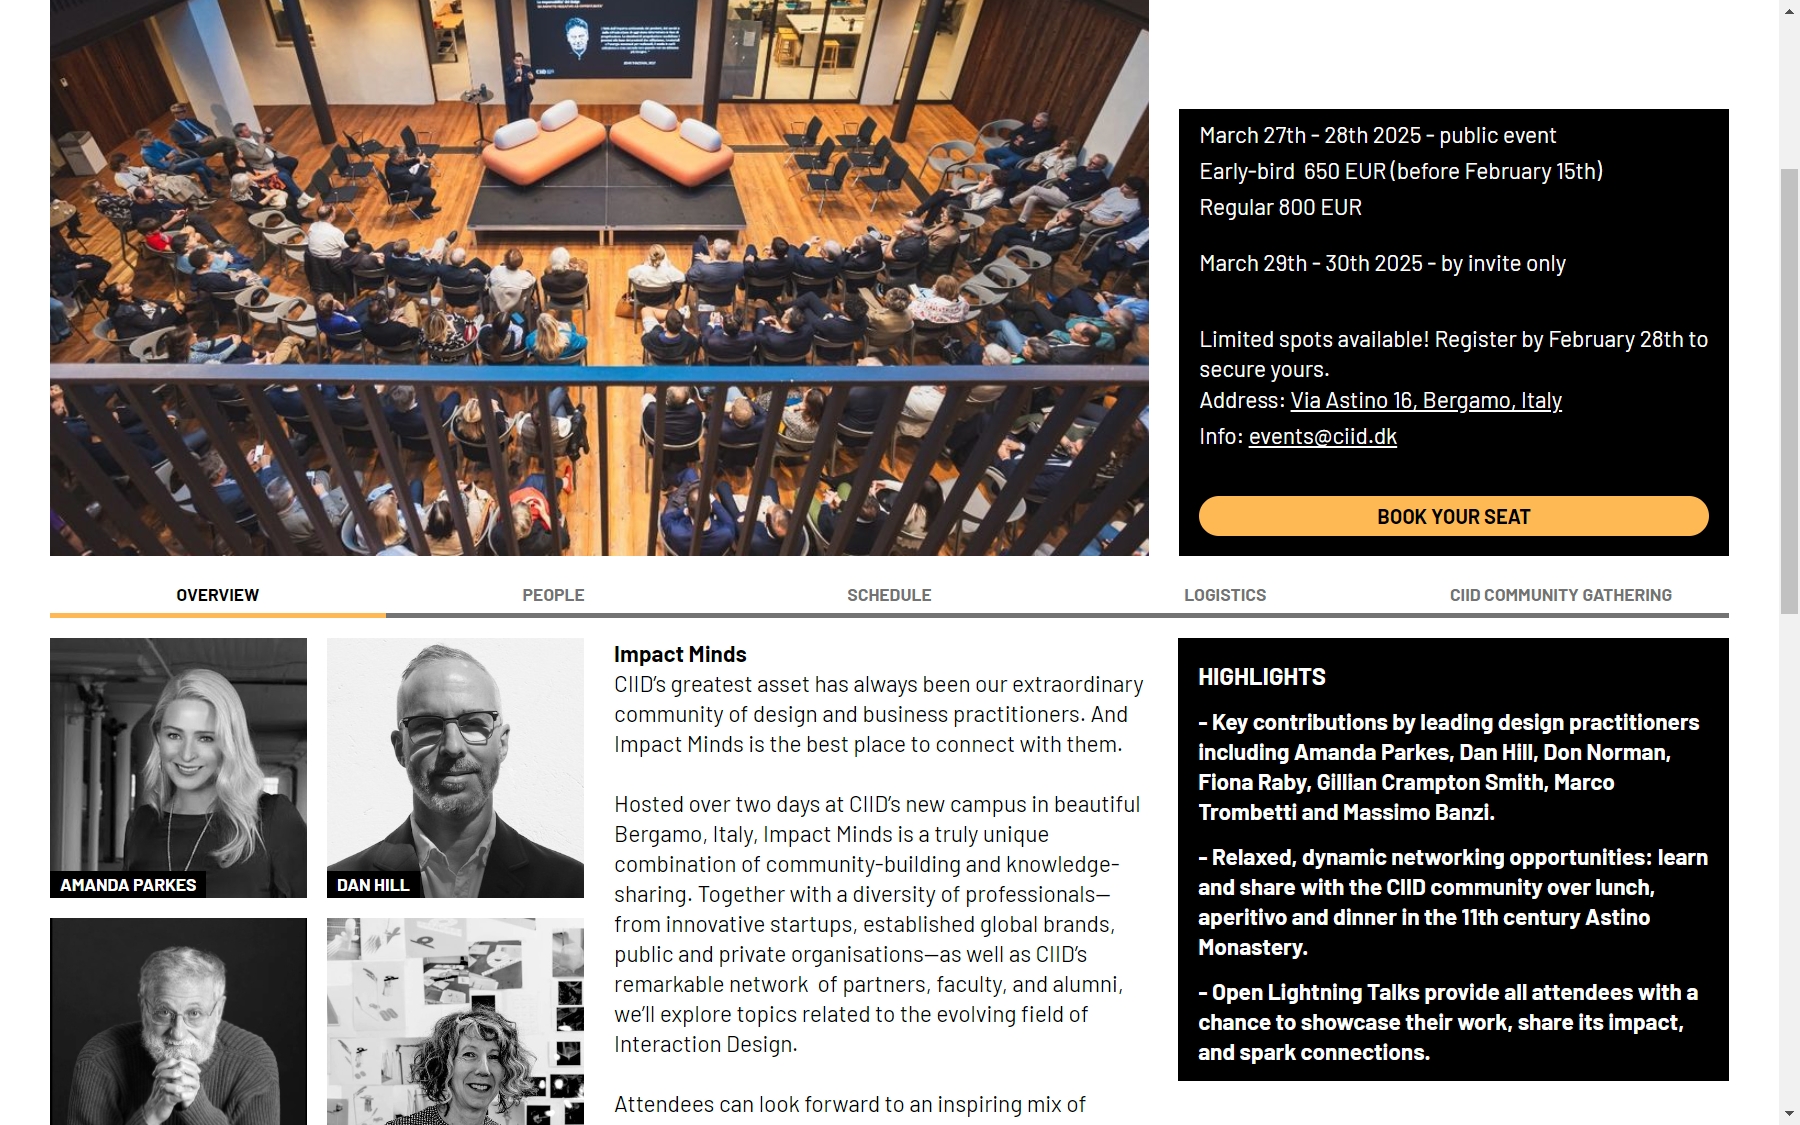 March 27th - 28th 2025 - public event
Early-bird  650 EUR (before February 15th)
Regular 800 EUR
March 29th - 30th 2025 - by invite only
Limited spots available! Register by February 28th to
secure yours.
Address: Via Astino 16, Bergamo, Italy
Info: events@ciid.dk
BOOK YOUR SEAT
OVERVIEW
PEOPLE
SCHEDULE
LOGISTICS
CIID COMMUNITY GATHERING
AMANDA PARKES
DAN HILL
Impact Minds
CIID’s greatest asset has always been our extraordinary
community of design and business practitioners. And
Impact Minds is the best place to connect with them.
Hosted over two days at CIID’s new campus in beautiful
Bergamo, Italy, Impact Minds is a truly unique
combination of community-building and knowledge-
sharing. Together with a diversity of professionals—
from innovative startups, established global brands,
public and private organisations—as well as CIID’s
remarkable network  of partners, faculty, and alumni,
we’ll explore topics related to the evolving field of
Interaction Design.
Attendees can look forward to an inspiring mix of
HIGHLIGHTS
- Key contributions by leading design practitioners
including Amanda Parkes, Dan Hill, Don Norman,
Fiona Raby, Gillian Crampton Smith, Marco
Trombetti and Massimo Banzi.
- Relaxed, dynamic networking opportunities: learn
and share with the CIID community over lunch,
aperitivo and dinner in the 11th century Astino
Monastery.
- Open Lightning Talks provide all attendees with a
chance to showcase their work, share its impact,
and spark connections.